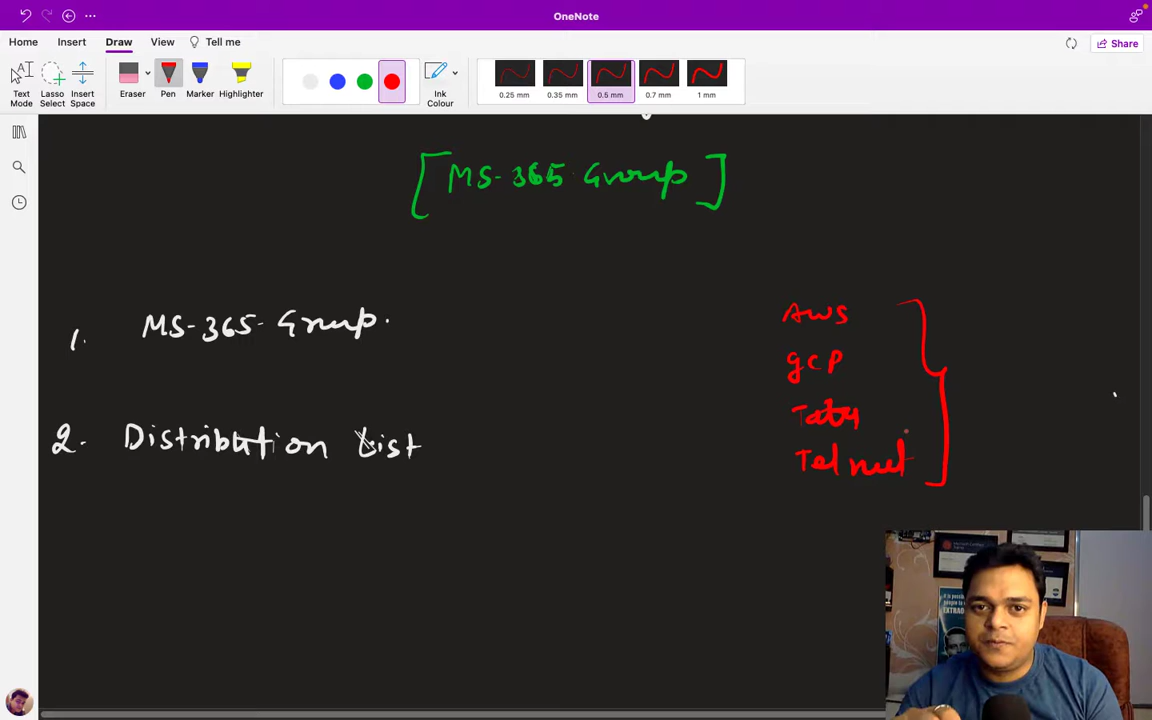 OneNote
Home Insert Draw View Tell me
Share
Text Mode
Eraser
Lasso Select
Insert Space
Pen
Marker
Highlighter
Ink Colour
0.25 mm
0.35 mm
0.5 mm
0.7 mm
1 mm
[MS-365 Group]
1. MS-365-Group.
2. Distribution List
AWS
gcp
Tel